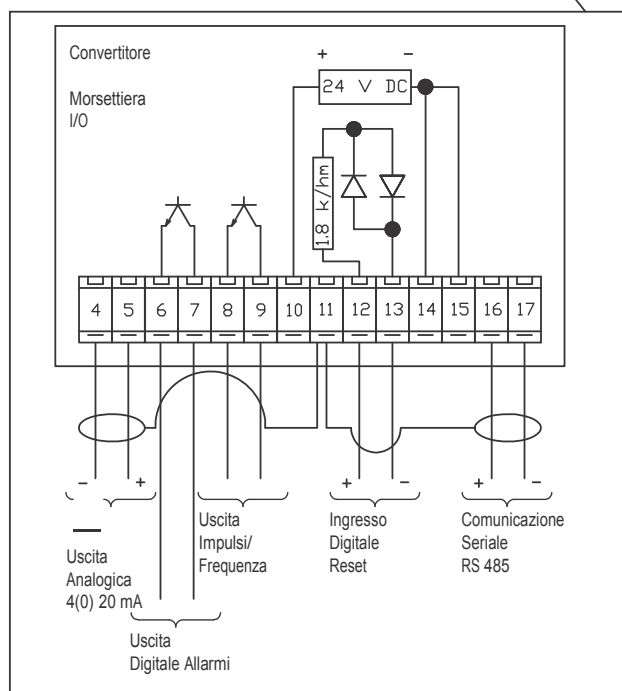 Convertitore
Morsettiera
I/O
+ -
24 V DC
1.8 k/hm
4 5 6 7 8 9 10 11 12 13 14 15 16 17
- +
Uscita
Analogica
4(0) 20 mA
Uscita
Digitale Allarmi
Uscita
Impulsi/
Frequenza
+ -
Ingresso
Digitale
Reset
+ -
Comunicazione
Seriale
RS 485